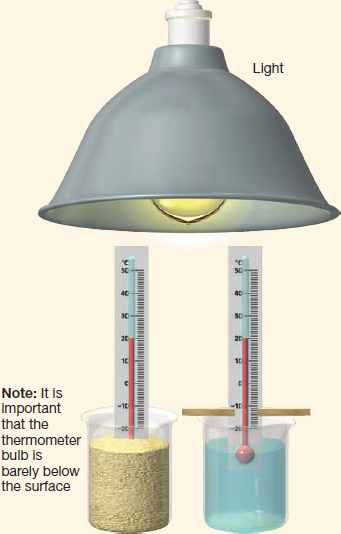 Light
°C
50
40
30
20
10
0
-10
-20
°C
50
40
30
20
10
0
-10
-20
Note: It is
important
that the
thermometer
bulb is
barely below
the surface